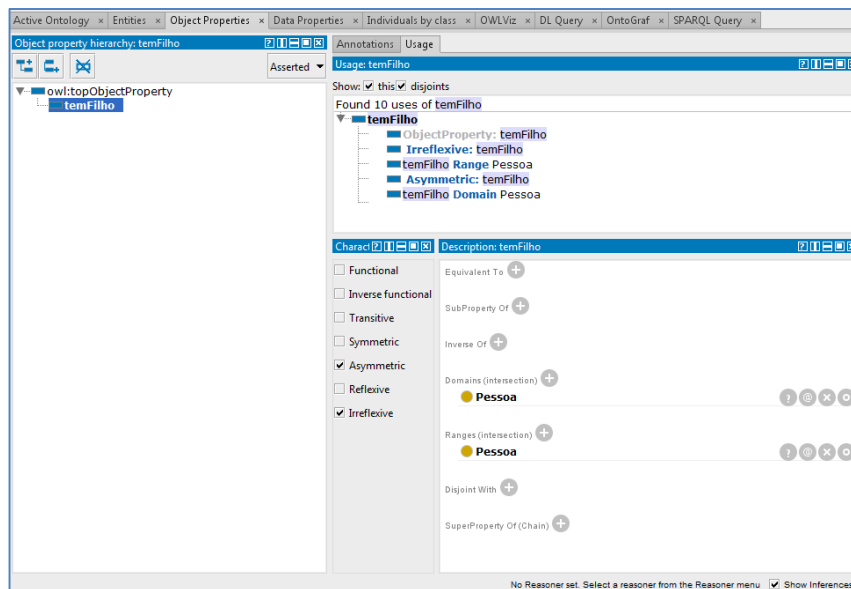 Active Ontology × Entities × Object Properties × Data Properties × Individuals by class × OWLViz × DL Query × OntoGraf × SPARQL Query ×
Object property hierarchy: temFilho
Asserted
owl:topObjectProperty
temFilho
Annotations Usage
Usage: temFilho
Show: this disjoints
Found 10 uses of temFilho
temFilho
ObjectProperty: temFilho
Irreflexive: temFilho
temFilho Range Pessoa
Asymmetric: temFilho
temFilho Domain Pessoa
Charact
Functional
Inverse functional
Transitive
Symmetric
Asymmetric
Reflexive
Irreflexive
Description: temFilho
Equivalent To
SubProperty Of
Inverse Of
Domains (intersection)
Pessoa
Ranges (intersection)
Pessoa
Disjoint With
SuperProperty Of (Chain)
No Reasoner set. Select a reasoner from the Reasoner menu Show Inferences